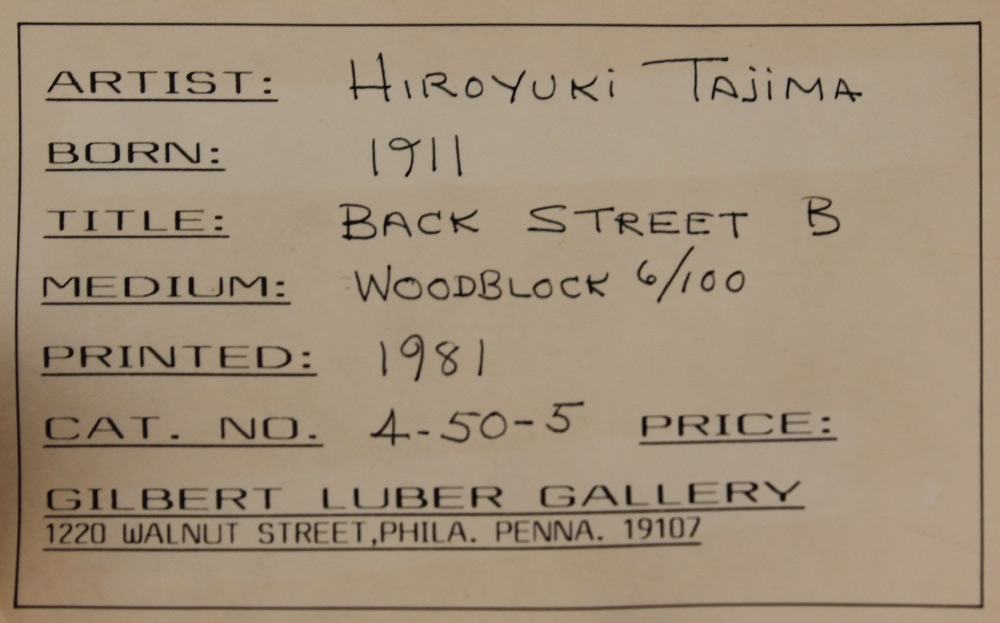 ARTIST: HIROYUKI TAJIMA
BORN: 1911
TITLE: BACK STREET B
MEDIUM: WOODBLOCK 6/100
PRINTED: 1981
CAT. NO. 4-50-5 PRICE:
GILBERT LUBER GALLERY
1220 WALNUT STREET,PHILA. PENNA. 19107